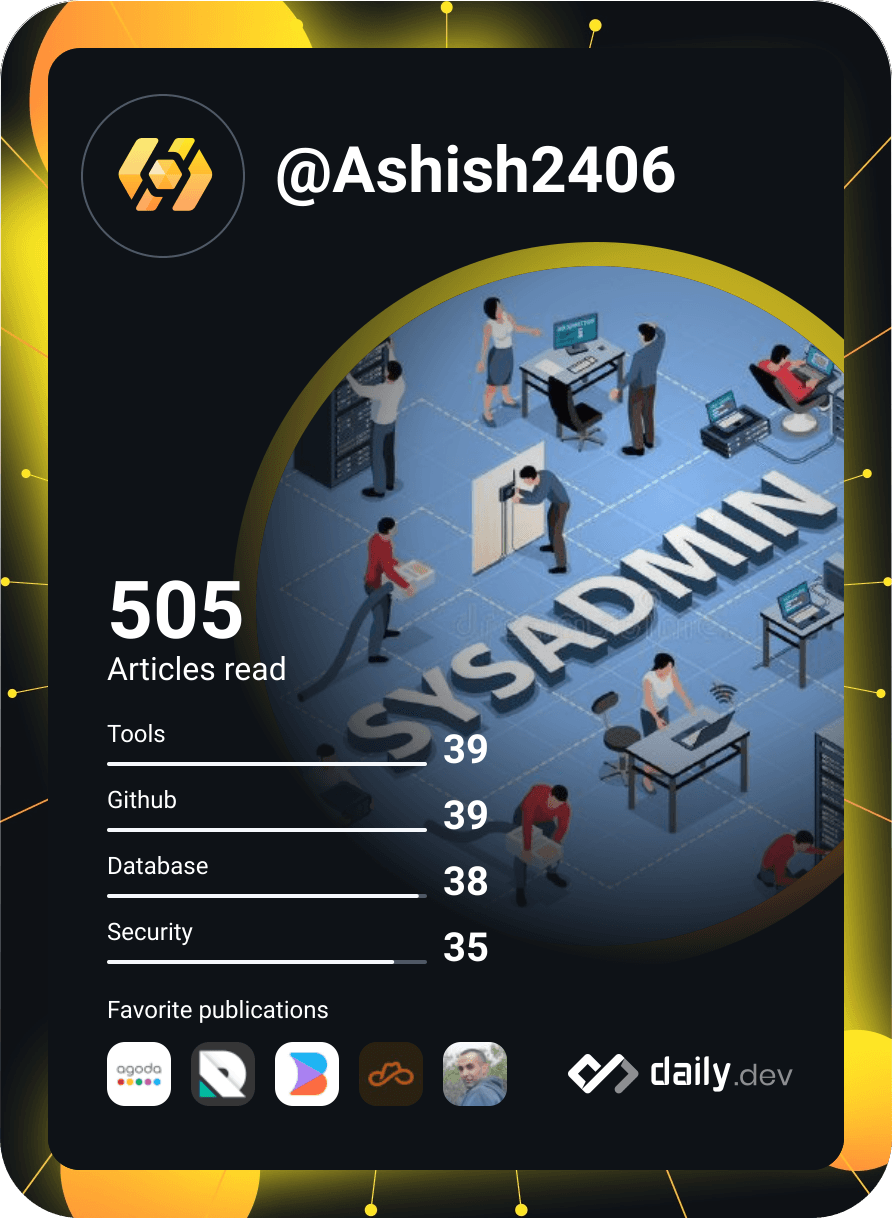 @Ashish2406
SYSADMIN
505
Articles read
Tools
39
Github
39
Database
38
Security
35
Favorite publications
agoda
daily.dev